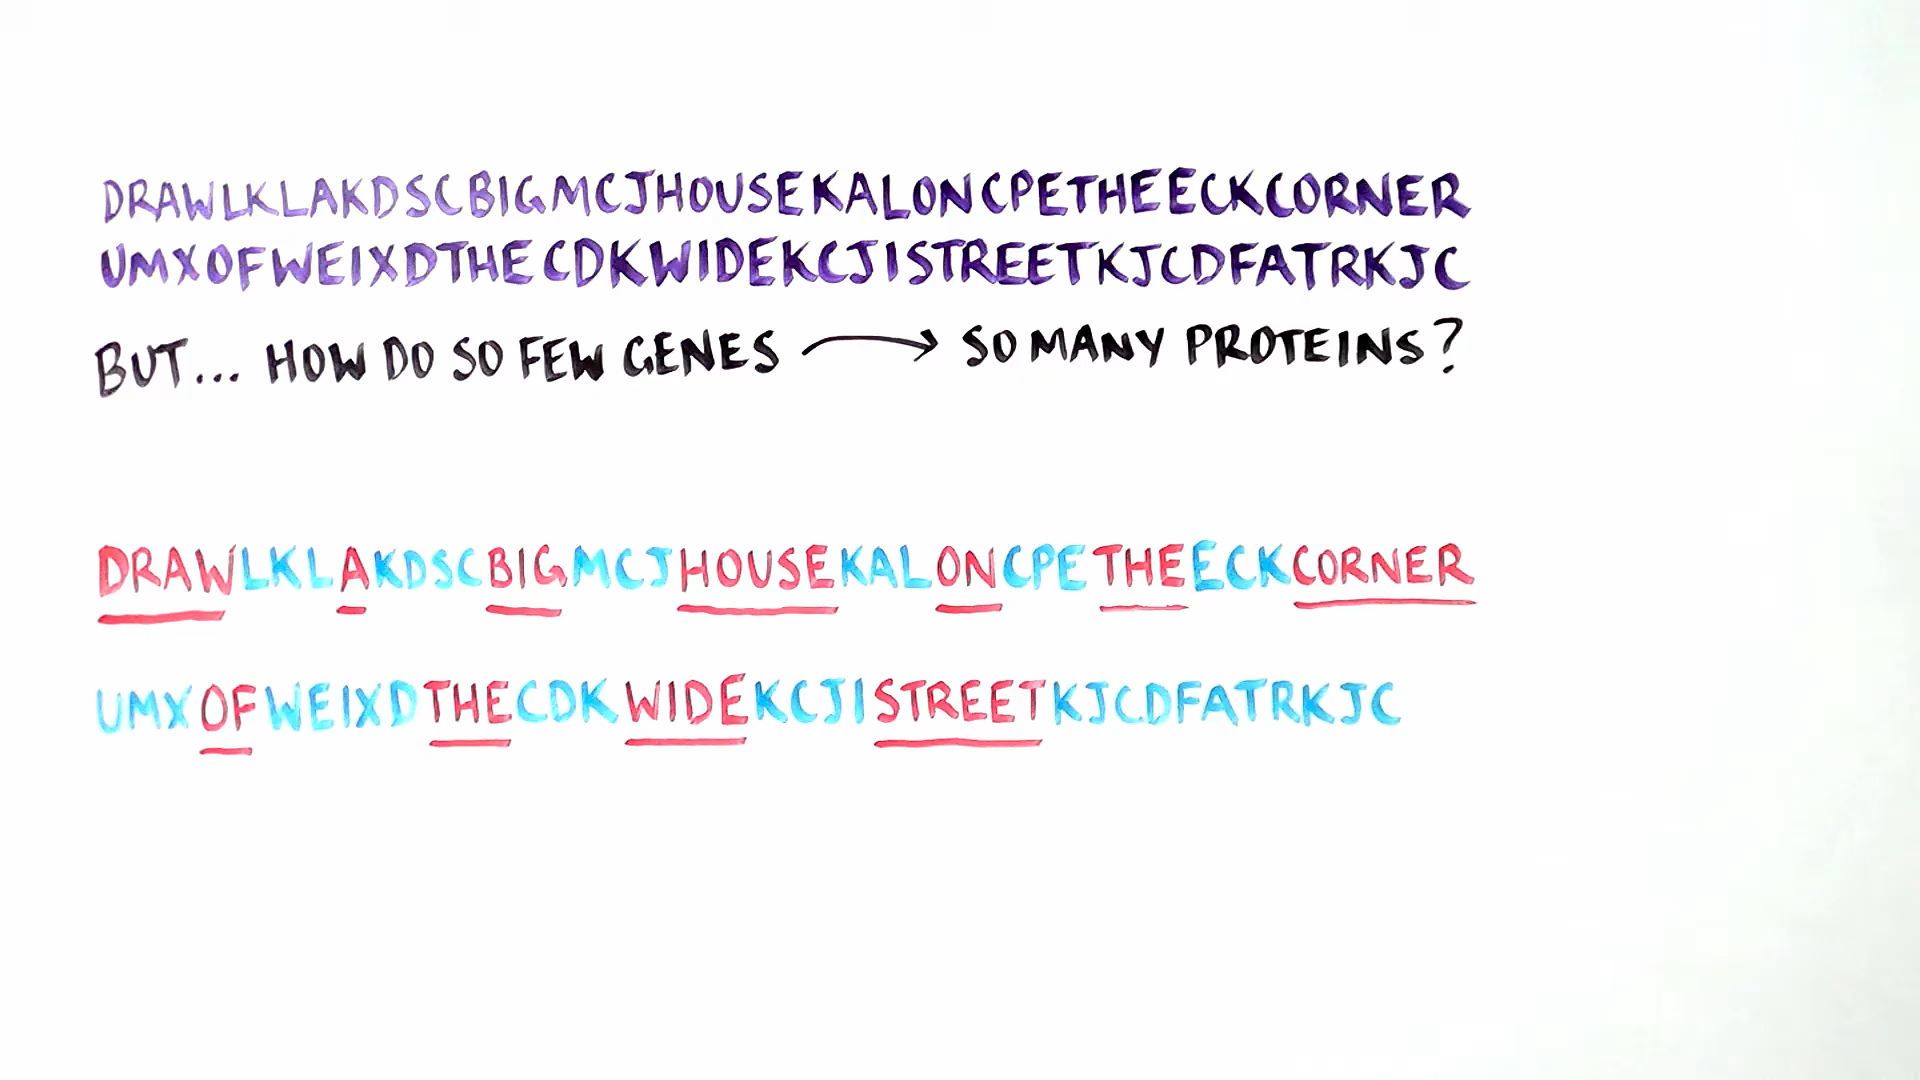 DRAWLKLAKDSCBIGMCJHOUSEKALONCPETHEECKCORNER
UMXOFWEIXDTHECDKWIDEKCJISTREETKJCDFATRKJC
BUT... HOW DO SO FEW GENES → SO MANY PROTEINS?
DRAWLKLAKDSCBIGMCJHOUSEKALONCPETHEECKCORNER
UMXOFWEIXDTHECDKWIDEKCJISTREETKJCDFATRKJC